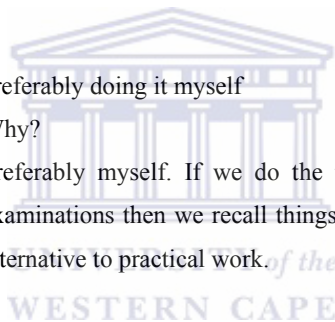 referably doing it myself
Why?
referably myself. If we do the
xaminations then we recall things
lternative to practical work.
UNIVERSITY of the
WESTERN CAPE